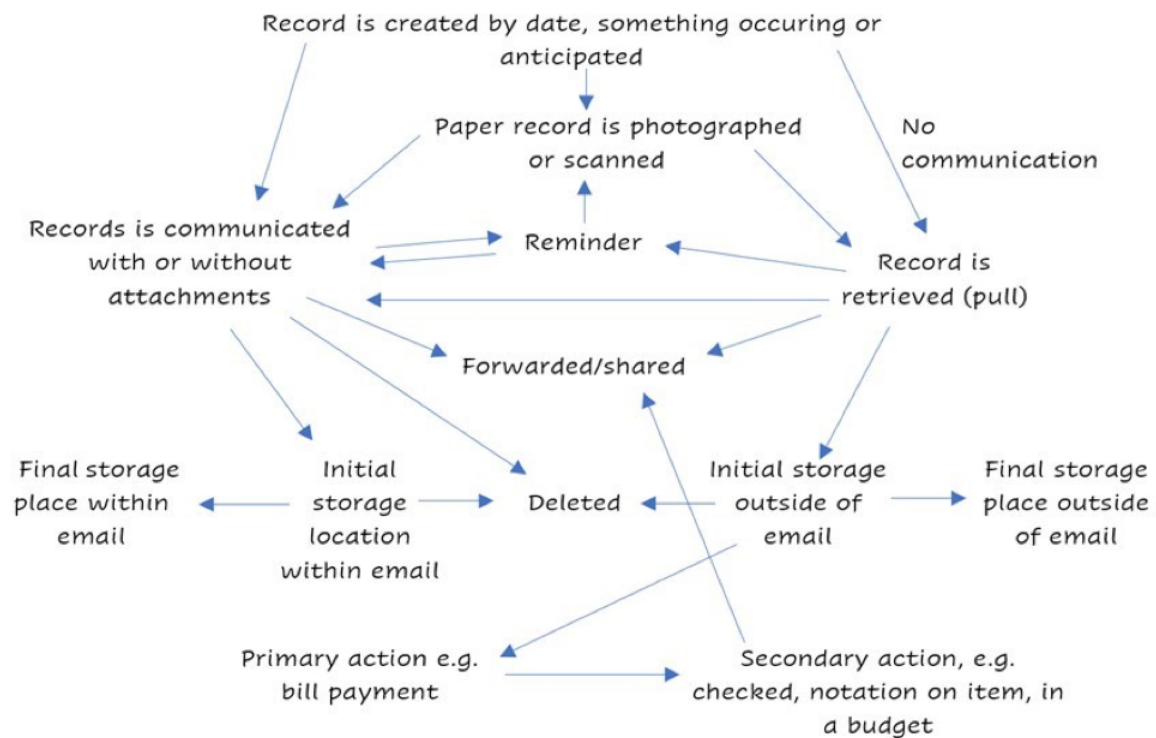 Record is created by date, something occuring or
anticipated
Paper record is photographed
or scanned
No
communication
Records is communicated
with or without
attachments
Reminder
Record is
retrieved (pull)
Forwarded/shared
Final storage
place within
email
Initial
storage
location
within email
Deleted
Initial storage
outside of
email
Final storage
place outside
of email
Primary action e.g.
bill payment
Secondary action, e.g.
checked, notation on item, in
a budget